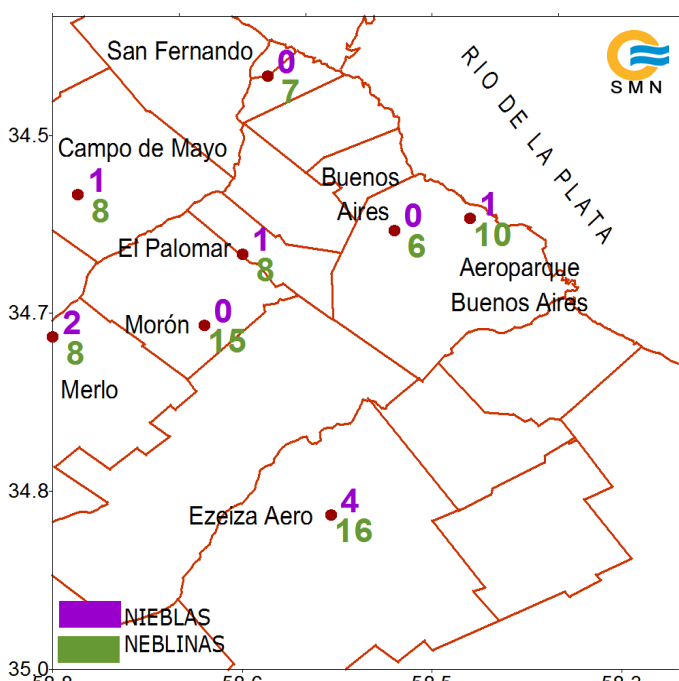 San Fernando
0
7
SMN
RIO DE LA PLATA
34.5
Campo de Mayo
1
8
Buenos
Aires
0
6
1
10
El Palomar
1
8
Aeroparque
Buenos Aires
34.7
2
8
Morón
0
15
Merlo
34.8
Ezeiza Aero
4
16
NIEBLAS
NEBLINAS
35.0